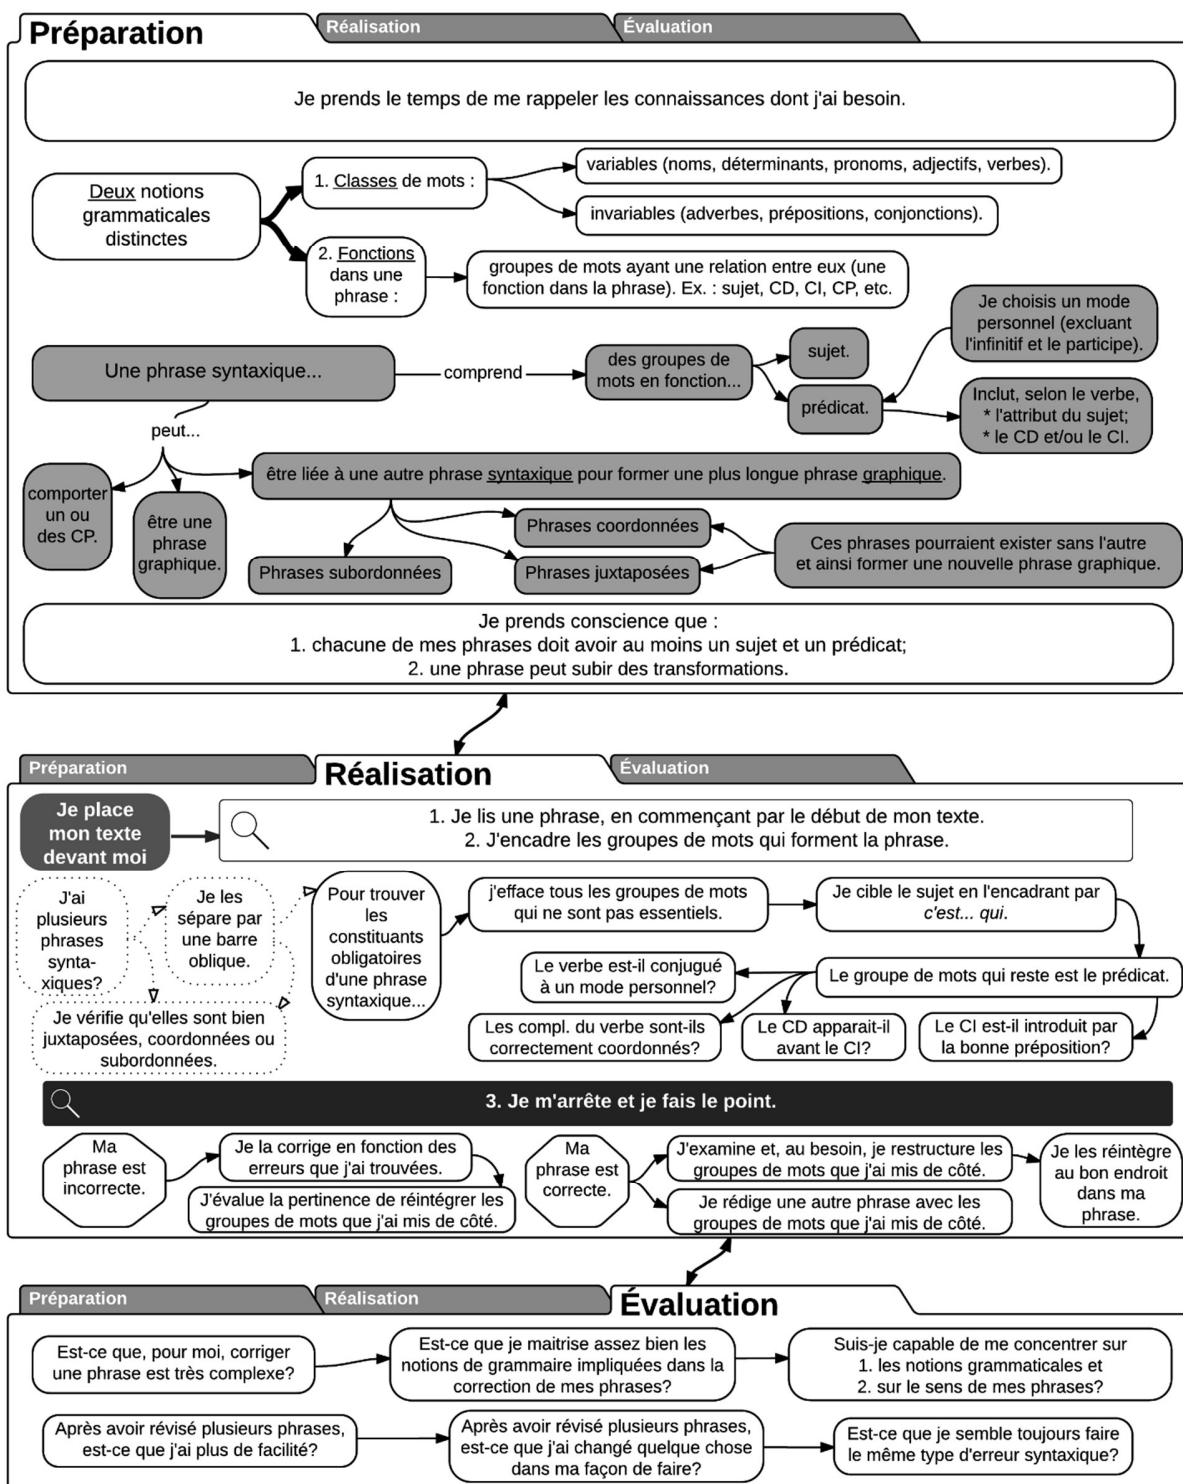 Préparation
Réalisation
Évaluation
Je prends le temps de me rappeler les connaissances dont j'ai besoin.
Deux notions
grammaticales
distinctes
1. Classes de mots :
variables (noms, déterminants, pronoms, adjectifs, verbes).
invariables (adverbes, prépositions, conjonctions).
2. Fonctions
dans une
phrase :
groupes de mots ayant une relation entre eux (une
fonction dans la phrase). Ex. : sujet, CD, CI, CP, etc.
Je choisis un mode
personnel (excluant
l'infinitif et le participe).
Une phrase syntaxique...
comprend
des groupes de
mots en fonction...
sujet.
prédicat.
Inclut, selon le verbe,
* l'attribut du sujet;
* le CD et/ou le CI.
peut...
comporter
un ou
des CP.
être une
phrase
graphique.
être liée à une autre phrase syntaxique pour former une plus longue phrase graphique.
Phrases subordonnées
Phrases coordonnées
Phrases juxtaposées
Ces phrases pourraient exister sans l'autre
et ainsi former une nouvelle phrase graphique.
Je prends conscience que :
1. chacune de mes phrases doit avoir au moins un sujet et un prédicat;
2. une phrase peut subir des transformations.
Préparation
Réalisation
Évaluation
Je place
mon texte
devant moi
1. Je lis une phrase, en commençant par le début de mon texte.
2. J'encadre les groupes de mots qui forment la phrase.
J'ai
plusieurs
phrases
synta-
xiques?
Je les
sépare par
une barre
oblique.
Je vérifie qu'elles sont bien
juxtaposées, coordonnées ou
subordonnées.
Pour trouver
les
constituants
obligatoires
d'une phrase
syntaxique...
j'efface tous les groupes de mots
qui ne sont pas essentiels.
Je cible le sujet en l'encadrant par
c'est... qui.
Le groupe de mots qui reste est le prédicat.
Le verbe est-il conjugué
à un mode personnel?
Les compl. du verbe sont-ils
correctement coordonnés?
Le CD apparait-il
avant le CI?
Le CI est-il introduit par
la bonne préposition?
3. Je m'arrête et je fais le point.
Ma
phrase est
incorrecte.
Je la corrige en fonction des
erreurs que j'ai trouvées.
J'évalue la pertinence de réintégrer les
groupes de mots que j'ai mis de côté.
Ma
phrase est
correcte.
J'examine et, au besoin, je restructure les
groupes de mots que j'ai mis de côté.
Je rédige une autre phrase avec les
groupes de mots que j'ai mis de côté.
Je les réintègre
au bon endroit
dans ma
phrase.
Préparation
Réalisation
Évaluation
Est-ce que, pour moi, corriger
une phrase est très complexe?
Est-ce que je maitrise assez bien les
notions de grammaire impliquées dans la
correction de mes phrases?
Suis-je capable de me concentrer sur
1. les notions grammaticales et
2. sur le sens de mes phrases?
Après avoir révisé plusieurs phrases,
est-ce que j'ai plus de facilité?
Après avoir révisé plusieurs phrases,
est-ce que j'ai changé quelque chose
dans ma façon de faire?
Est-ce que je semble toujours faire
le même type d'erreur syntaxique?